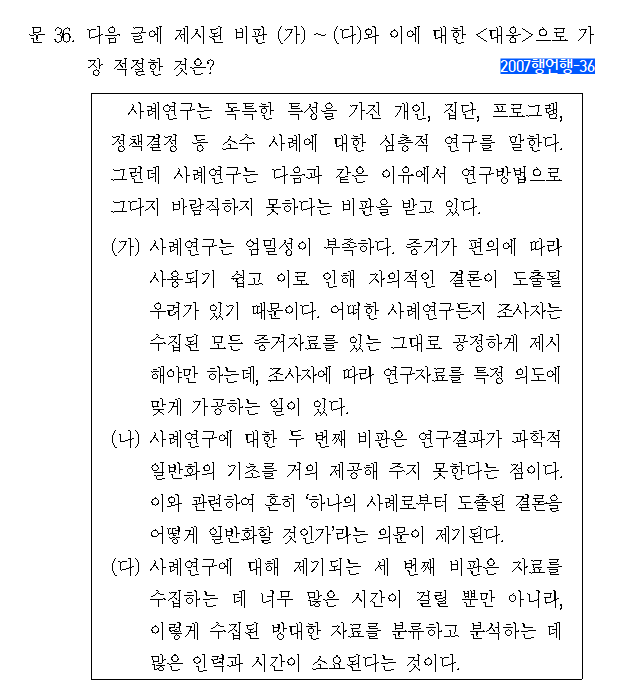 문 36. 다음 글에 제시된 비판 (가) ~ (다)와 이에 대한 <대응>으로 가
장 적절한 것은?
2007행언행-36
사례연구는 독특한 특성을 가진 개인, 집단, 프로그램,
정책결정 등 소수 사례에 대한 심층적 연구를 말한다.
그런데 사례연구는 다음과 같은 이유에서 연구방법으로
그다지 바람직하지 못하다는 비판을 받고 있다.
(가) 사례연구는 엄밀성이 부족하다. 증거가 편의에 따라
사용되기 쉽고 이로 인해 자의적인 결론이 도출될
우려가 있기 때문이다. 어떠한 사례연구든지 조사자는
수집된 모든 증거자료를 있는 그대로 공정하게 제시
해야만 하는데, 조사자에 따라 연구자료를 특정 의도에
맞게 가공하는 일이 있다.
(나) 사례연구에 대한 두 번째 비판은 연구결과가 과학적
일반화의 기초를 거의 제공해 주지 못한다는 점이다.
이와 관련하여 흔히 ‘하나의 사례로부터 도출된 결론을
어떻게 일반화할 것인가’라는 의문이 제기된다.
(다) 사례연구에 대해 제기되는 세 번째 비판은 자료를
수집하는 데 너무 많은 시간이 걸릴 뿐만 아니라,
이렇게 수집된 방대한 자료를 분류하고 분석하는 데
많은 인력과 시간이 소요된다는 것이다.